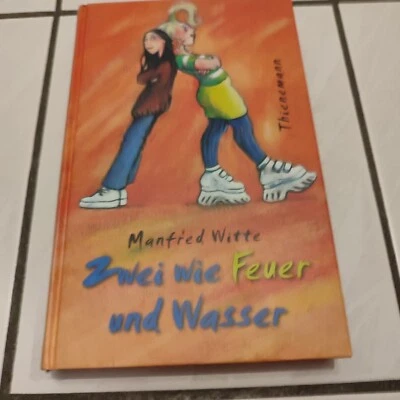 Thienemann
Manfred Witte
Zwei wie Feuer
und Wasser